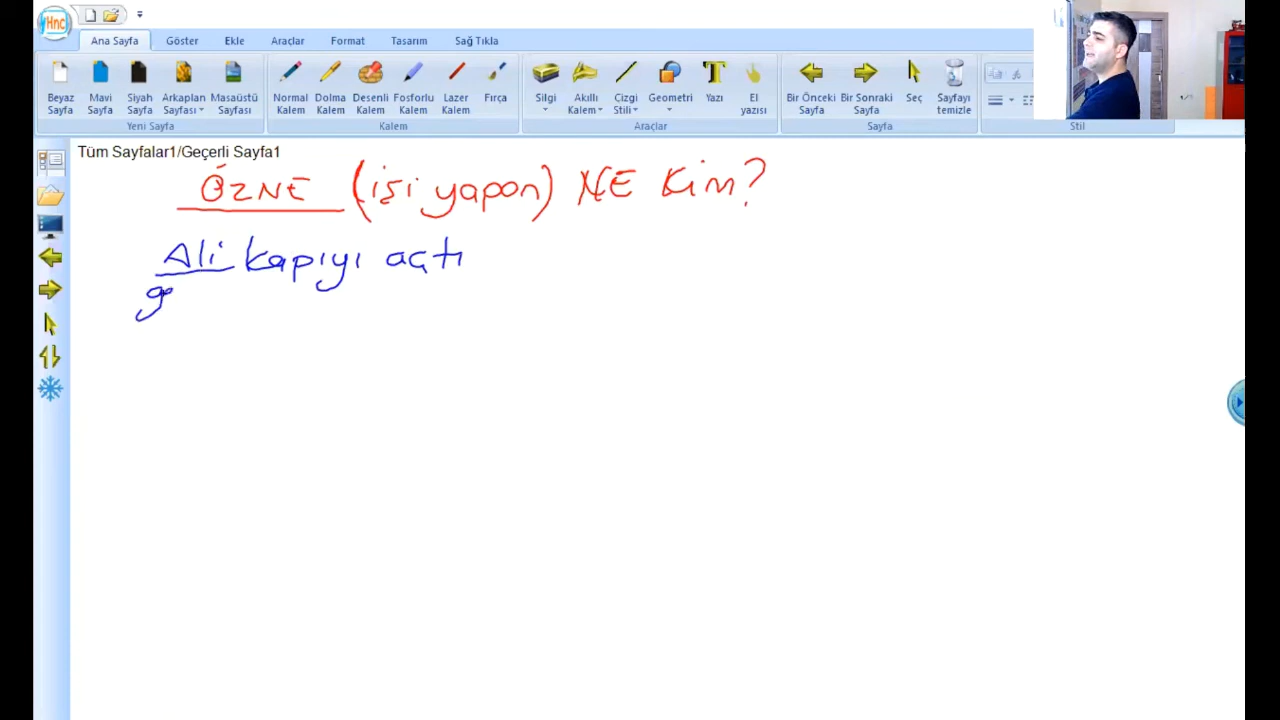 Hnc
Ana Sayfa Göster Ekle Araçlar Format Tasarım Sağ Tıkla
Beyaz Sayfa Mavi Sayfa Siyah Sayfa Arkaplan Sayfası Masaüstü Sayfası Normal Kalem Dolma Kalem Desenli Kalem Fosforlu Kalem Lazer Kalem Fırça Silgi Akıllı Kalem Çizgi Stili Geometri Yazı El yazısı Bir Önceki Sayfa Bir Sonraki Sayfa Seç Sayfayı temizle
Yeni Sayfa Kalem Araçlar Sayfa Stil
Tüm Sayfalar1/Geçerli Sayfa1
ÖZNE (işi yapan) NE Kim?
Ali kapıyı açtı
g